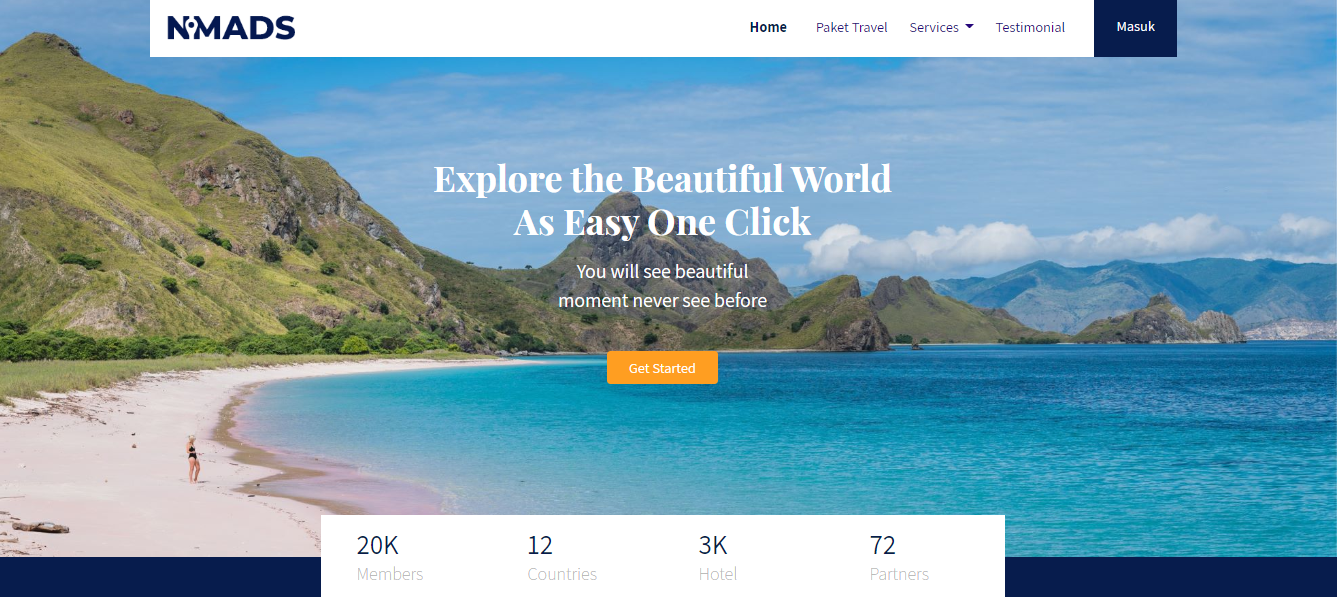 NOMADS
Home
Paket Travel
Services
Testimonial
Masuk
Explore the Beautiful World
As Easy One Click
You will see beautiful
moment never see before
Get Started
20K
Members
12
Countries
3K
Hotel
72
Partners